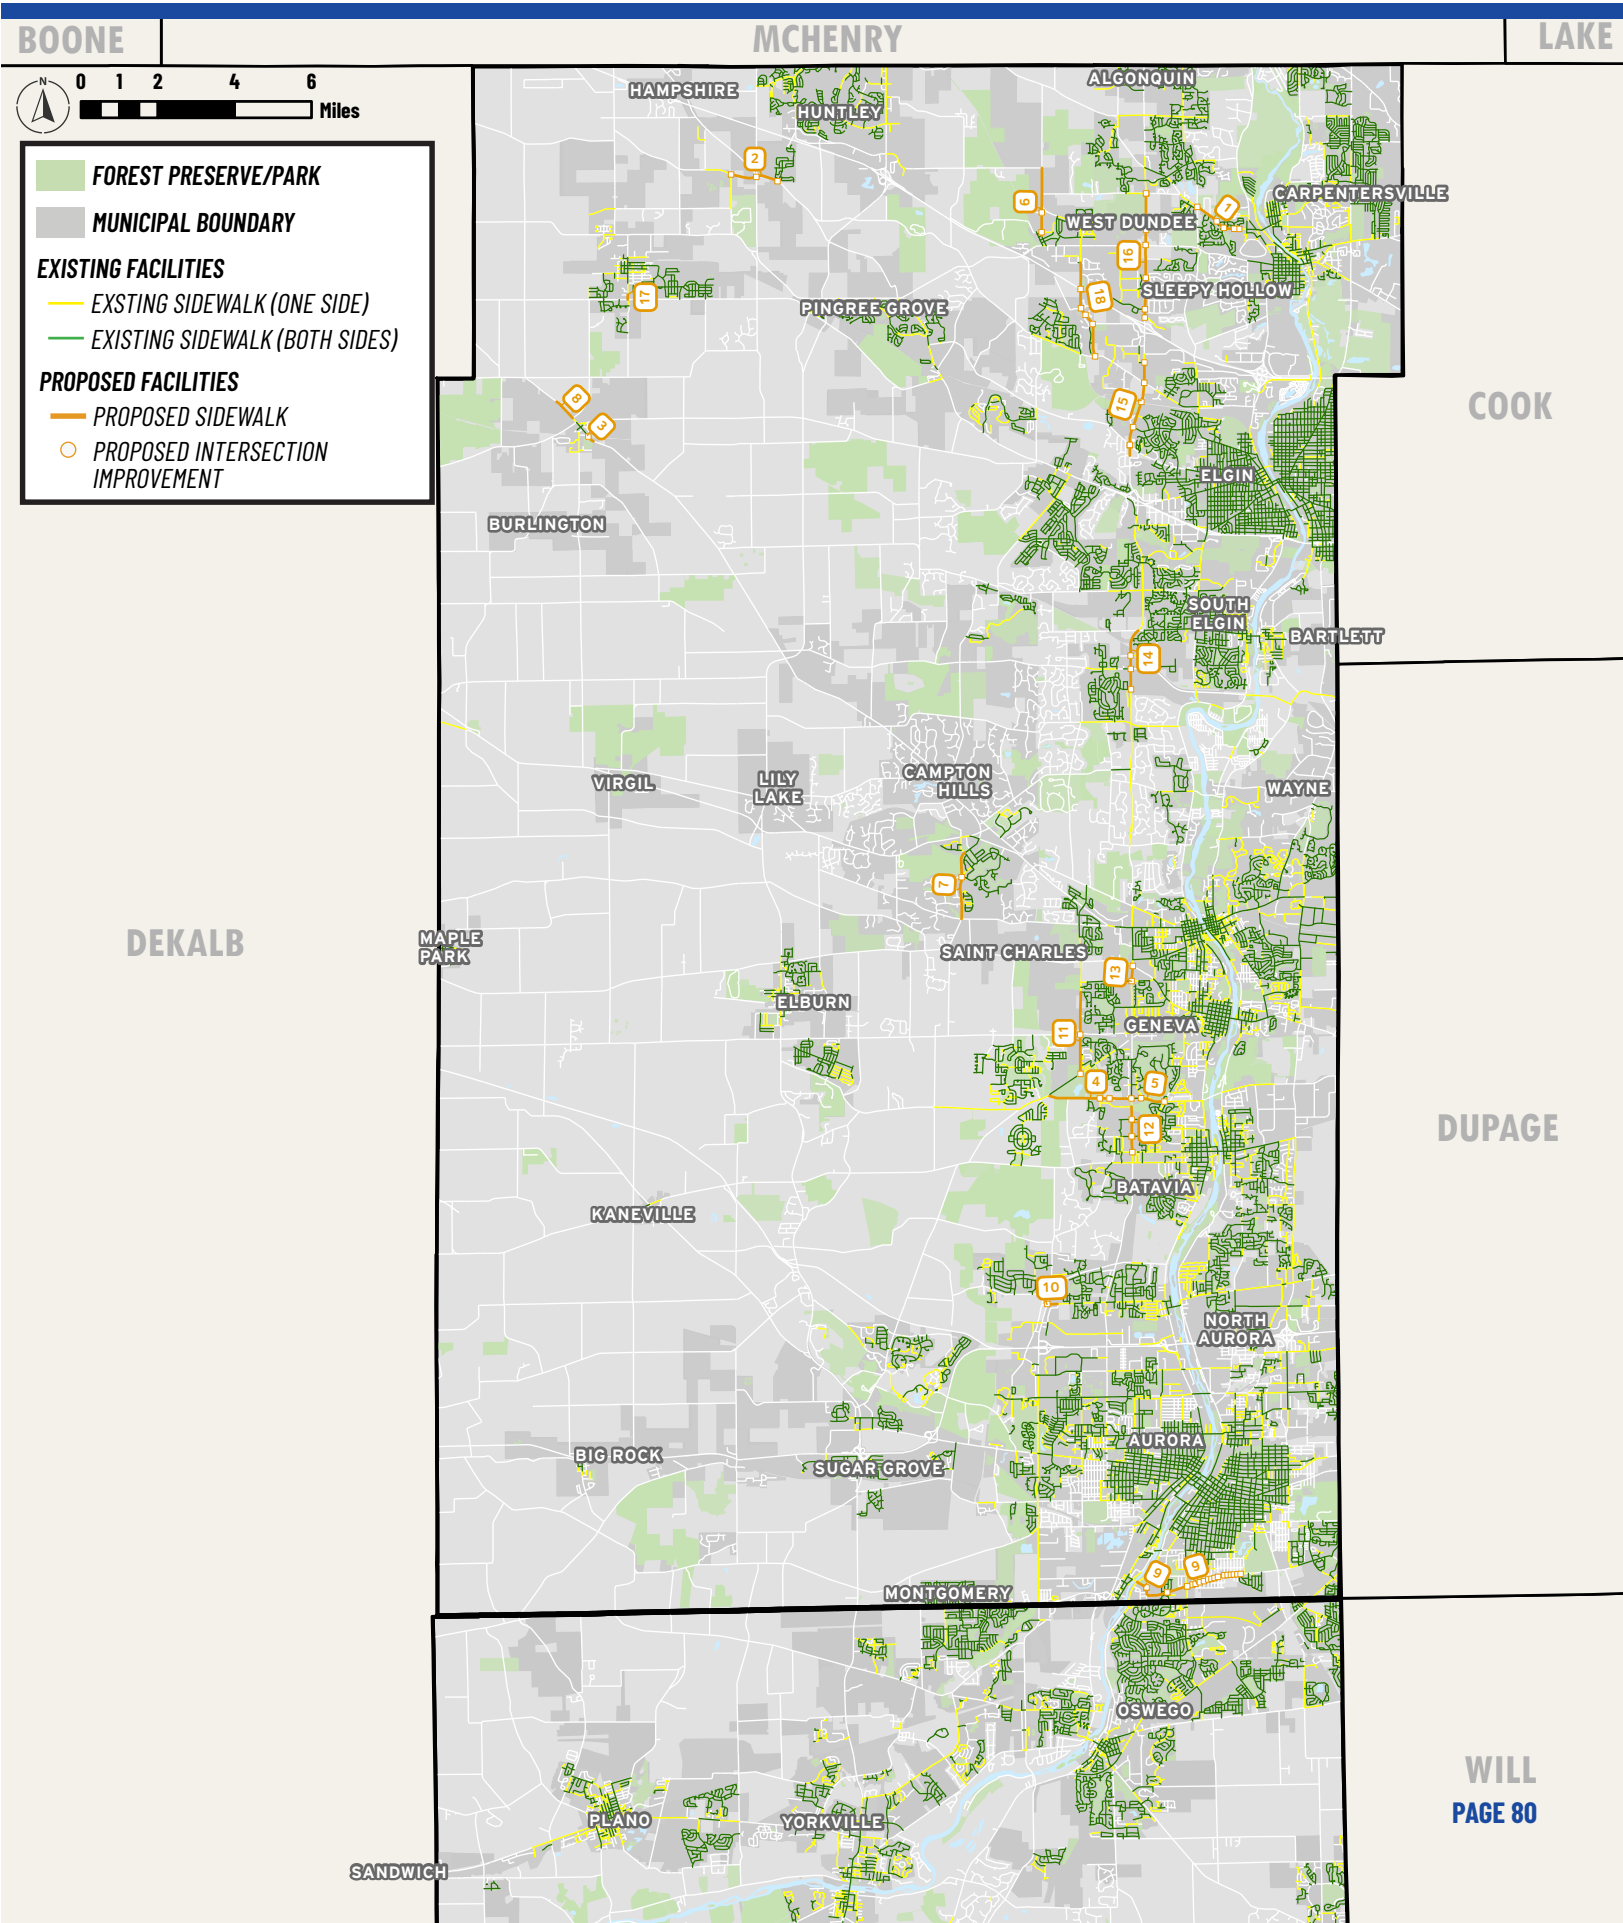 BOONE
MCHENRY
LAKE
N
0 1 2 4 6
Miles
FOREST PRESERVE/PARK
MUNICIPAL BOUNDARY
EXISTING FACILITIES
EXSTING SIDEWALK (ONE SIDE)
EXISTING SIDEWALK (BOTH SIDES)
PROPOSED FACILITIES
PROPOSED SIDEWALK
PROPOSED INTERSECTION
IMPROVEMENT
HAMPSHIRE
HUNTLEY
ALGONQUIN
2
CARPENTERSVILLE
6
1
WEST DUNDEE
16
17
18
SLEEPY HOLLOW
PINGREE GROVE
8
3
15
COOK
ELGIN
BURLINGTON
SOUTH
ELGIN
BARTLETT
14
VIRGIL
LILY
LAKE
CAMPTON
HILLS
WAYNE
7
DEKALB
MAPLE
PARK
SAINT CHARLES
13
ELBURN
GENEVA
11
4
5
12
DUPAGE
BATAVIA
KANEVILLE
10
NORTH
AURORA
AURORA
BIG ROCK
SUGAR GROVE
9
9
MONTGOMERY
OSWEGO
WILL
PAGE 80
PLANO
YORKVILLE
SANDWICH